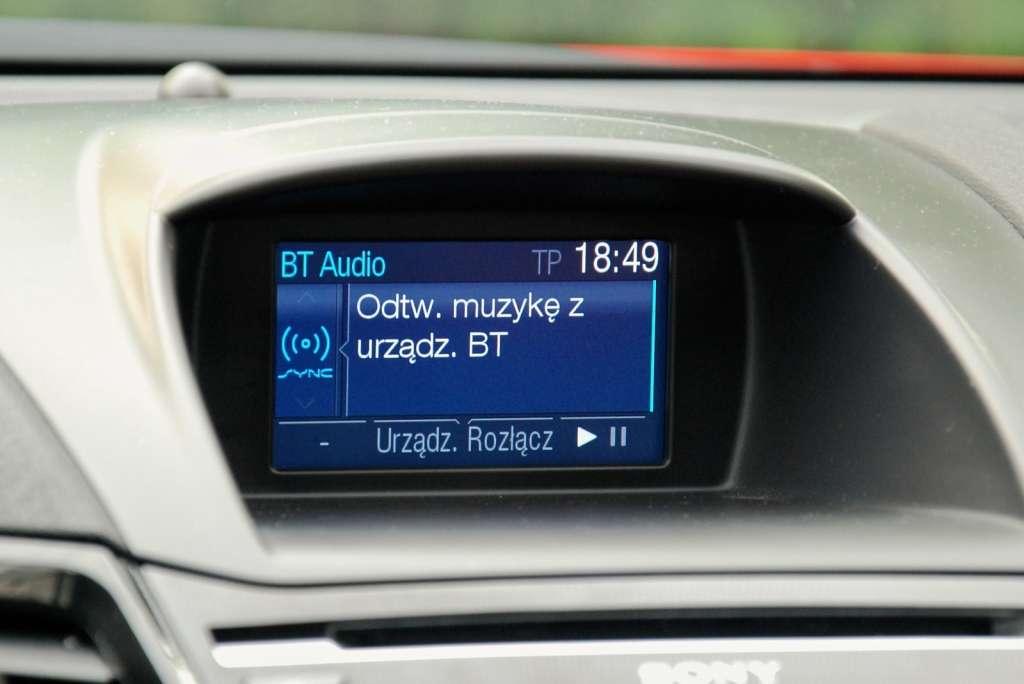 BT Audio TP 18:49
Odtw. muzykę z
urządz. BT
SYNC
- Urządz. Rozłącz
SONY